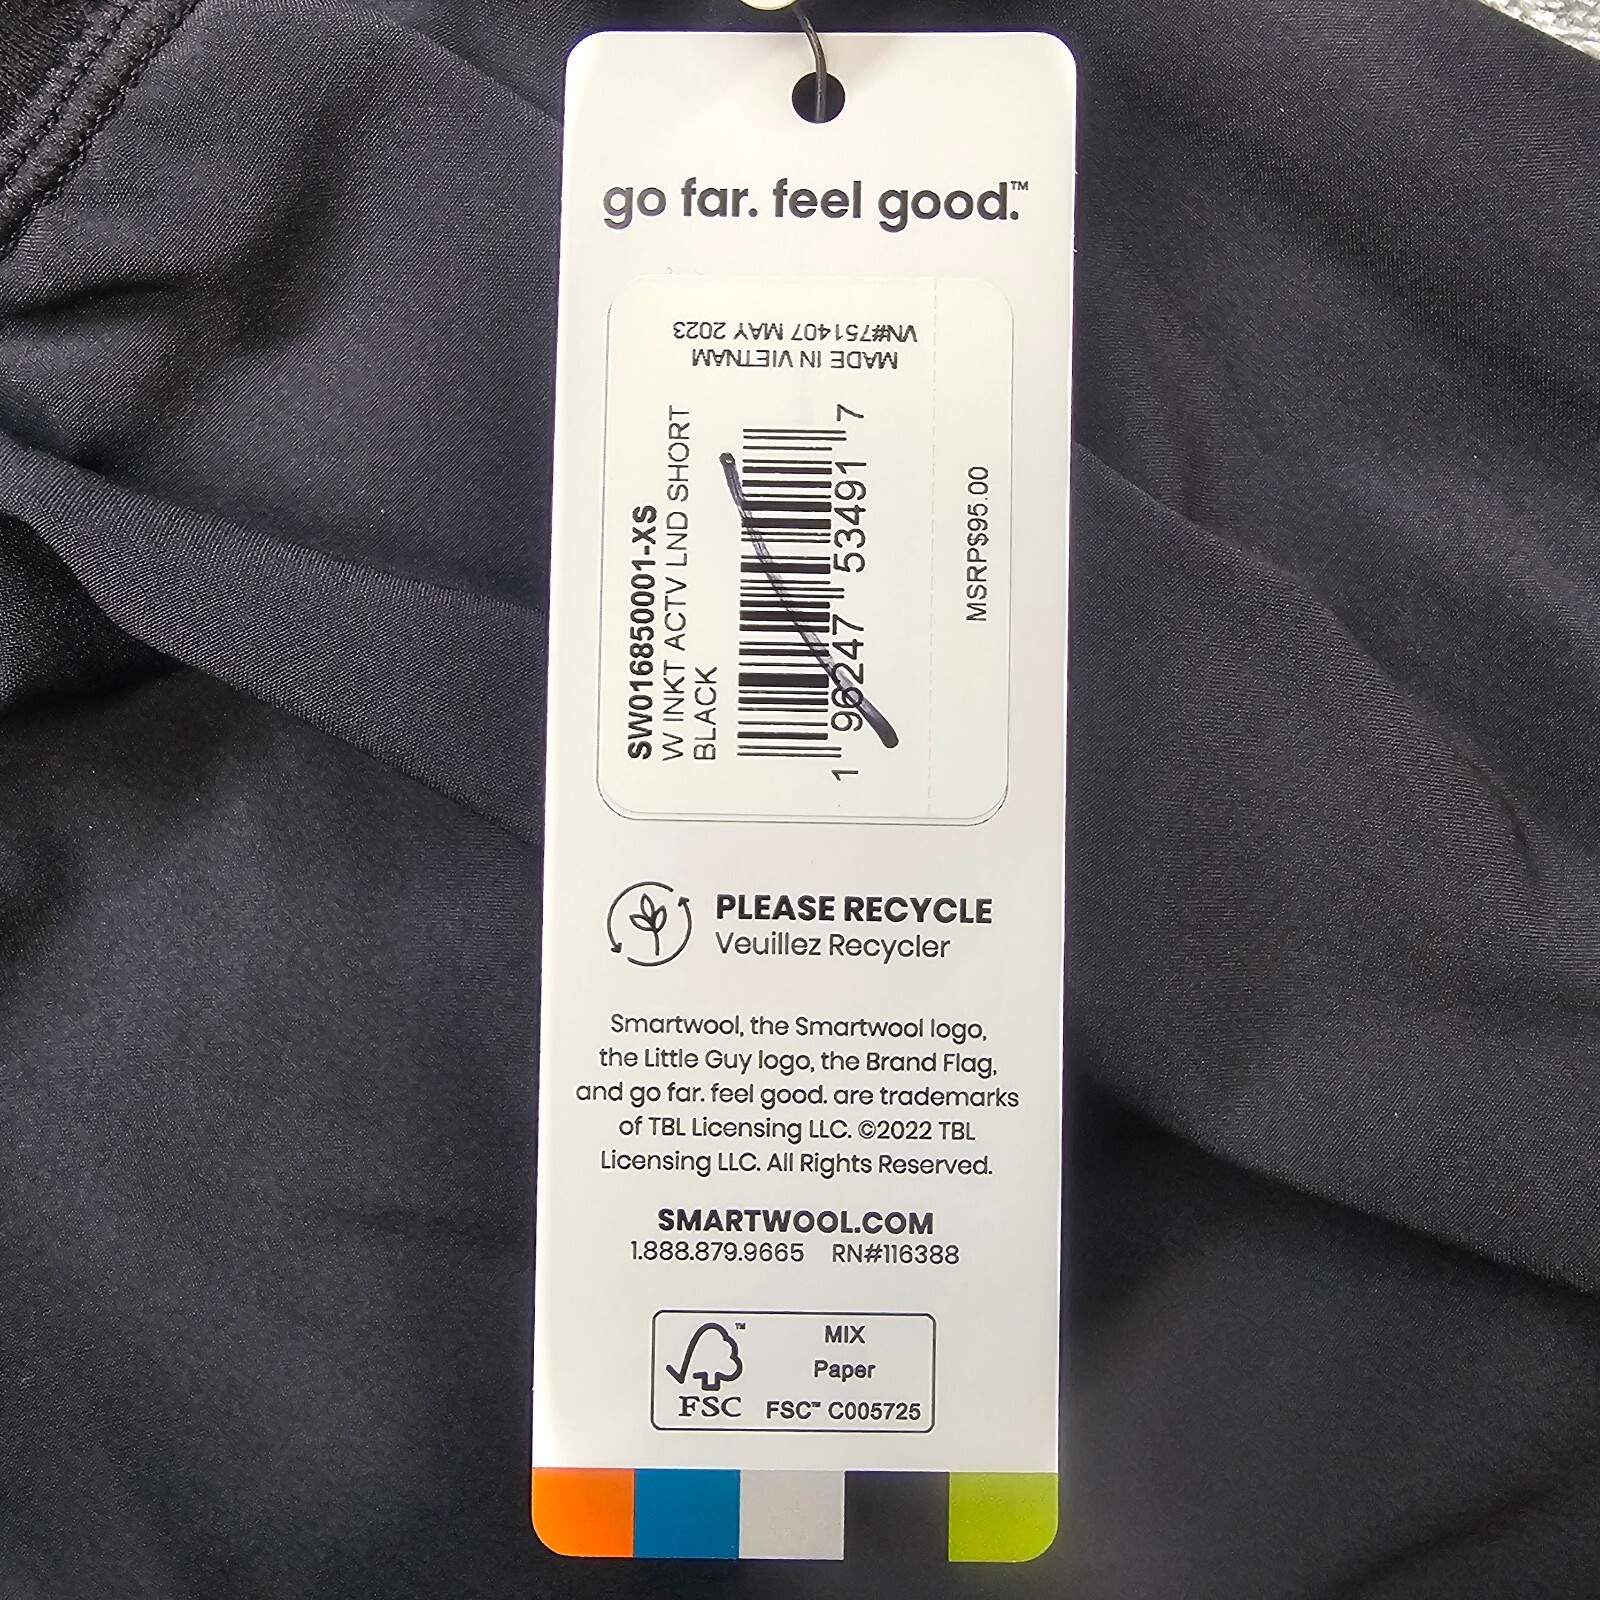 go far. feel good.™
VN#751407 MAY 2023
MADE IN VIETNAM
SW01685001-XS
W INKT ACTV LND SHORT
BLACK
1 96247 53491 7
MSRP$95.00
PLEASE RECYCLE
Veuillez Recycler
Smartwool, the Smartwool logo,
the Little Guy logo, the Brand Flag,
and go far. feel good. are trademarks
of TBL Licensing LLC. ©2022 TBL
Licensing LLC. All Rights Reserved.
SMARTWOOL.COM
1.888.879.9665 RN#116388
FSC
MIX
Paper
FSC™ C005725